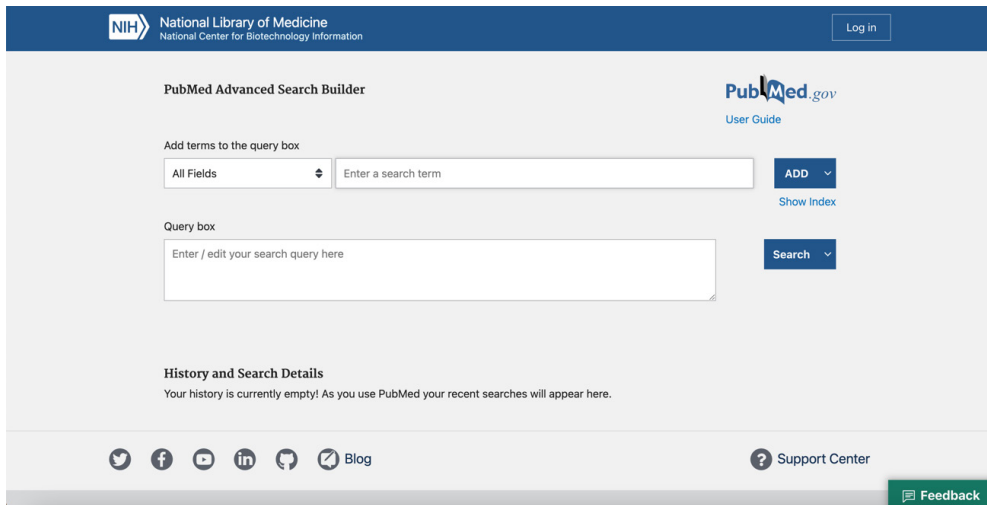 NIH
National Library of Medicine
National Center for Biotechnology Information
Log in
PubMed Advanced Search Builder
PubMed.gov
User Guide
Add terms to the query box
All Fields
Enter a search term
ADD
Show Index
Query box
Enter / edit your search query here
Search
History and Search Details
Your history is currently empty! As you use PubMed your recent searches will appear here.
Blog
Support Center
Feedback